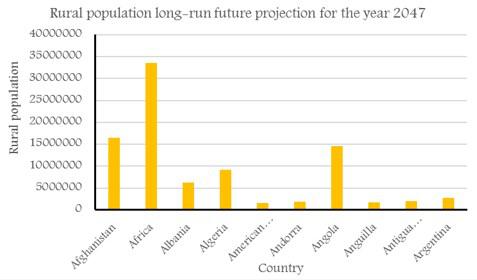 Rural population long-run future projection for the year 2047
Rural population
40000000
35000000
30000000
25000000
20000000
15000000
10000000
5000000
0
Afghanistan
Africa
Albania
Algeria
American...
Andorra
Angola
Anguilla
Antigua...
Argentina
Country